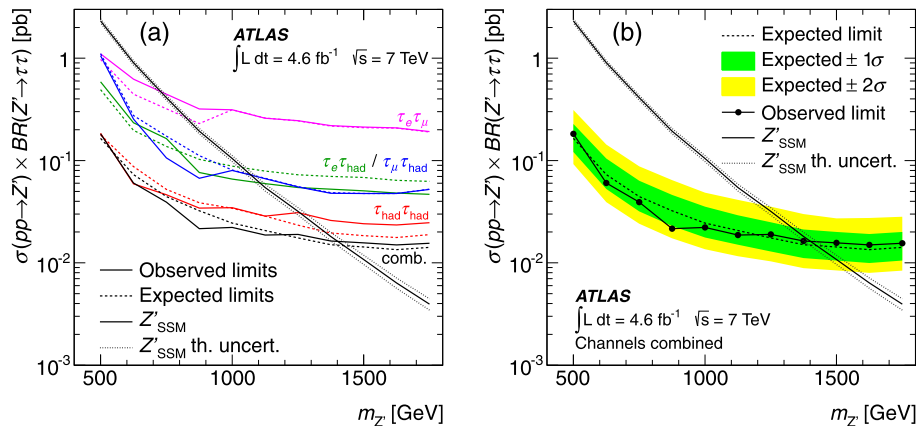 σ(pp→Z′) × BR(Z′→ττ) [pb]
(a)
ATLAS
∫L dt = 4.6 fb⁻¹ √s = 7 TeV
1
10⁻¹
10⁻²
10⁻³
τₑτμ
τₑτhad / τμτhad
τhadτhad
comb.
Observed limits
Expected limits
Z′SSM
Z′SSM th. uncert.
500 1000 1500
mZ′ [GeV]
σ(pp→Z′) × BR(Z′→ττ) [pb]
(b)
Expected limit
Expected ± 1σ
Expected ± 2σ
Observed limit
Z′SSM
Z′SSM th. uncert.
1
10⁻¹
10⁻²
10⁻³
ATLAS
∫L dt = 4.6 fb⁻¹ √s = 7 TeV
Channels combined
500 1000 1500
mZ′ [GeV]